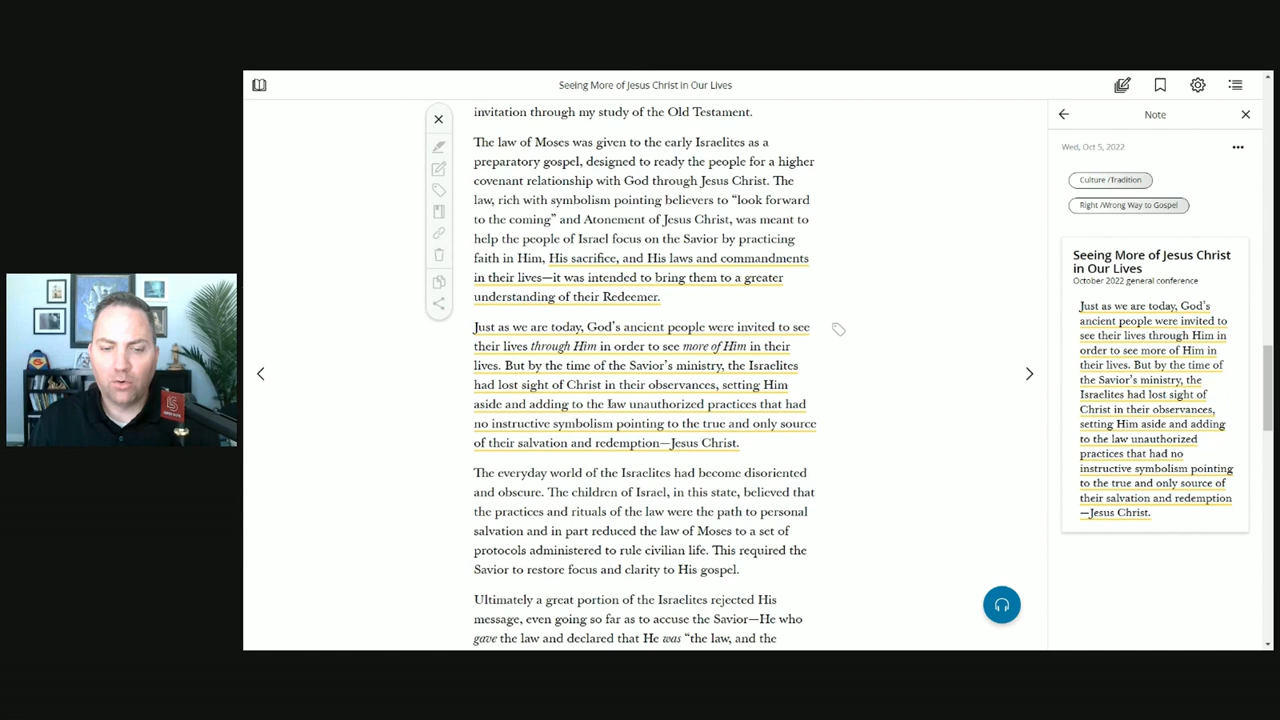 Seeing More of Jesus Christ in Our Lives
invitation through my study of the Old Testament.
The law of Moses was given to the early Israelites as a
preparatory gospel, designed to ready the people for a higher
covenant relationship with God through Jesus Christ. The
law, rich with symbolism pointing believers to “look forward
to the coming” and Atonement of Jesus Christ, was meant to
help the people of Israel focus on the Savior by practicing
faith in Him, His sacrifice, and His laws and commandments
in their lives—it was intended to bring them to a greater
understanding of their Redeemer.
Just as we are today, God’s ancient people were invited to see
their lives through Him in order to see more of Him in their
lives. But by the time of the Savior’s ministry, the Israelites
had lost sight of Christ in their observances, setting Him
aside and adding to the law unauthorized practices that had
no instructive symbolism pointing to the true and only source
of their salvation and redemption—Jesus Christ.
The everyday world of the Israelites had become disoriented
and obscure. The children of Israel, in this state, believed that
the practices and rituals of the law were the path to personal
salvation and in part reduced the law of Moses to a set of
protocols administered to rule civilian life. This required the
Savior to restore focus and clarity to His gospel.
Ultimately a great portion of the Israelites rejected His
message, even going so far as to accuse the Savior—He who
gave the law and declared that He was “the law, and the
Note
Wed, Oct 5, 2022
Culture /Tradition
Right /Wrong Way to Gospel
Seeing More of Jesus Christ
in Our Lives
October 2022 general conference
Just as we are today, God’s
ancient people were invited to
see their lives through Him in
order to see more of Him in
their lives. But by the time of
the Savior’s ministry, the
Israelites had lost sight of
Christ in their observances,
setting Him aside and adding
to the law unauthorized
practices that had no
instructive symbolism pointing
to the true and only source of
their salvation and redemption
—Jesus Christ.